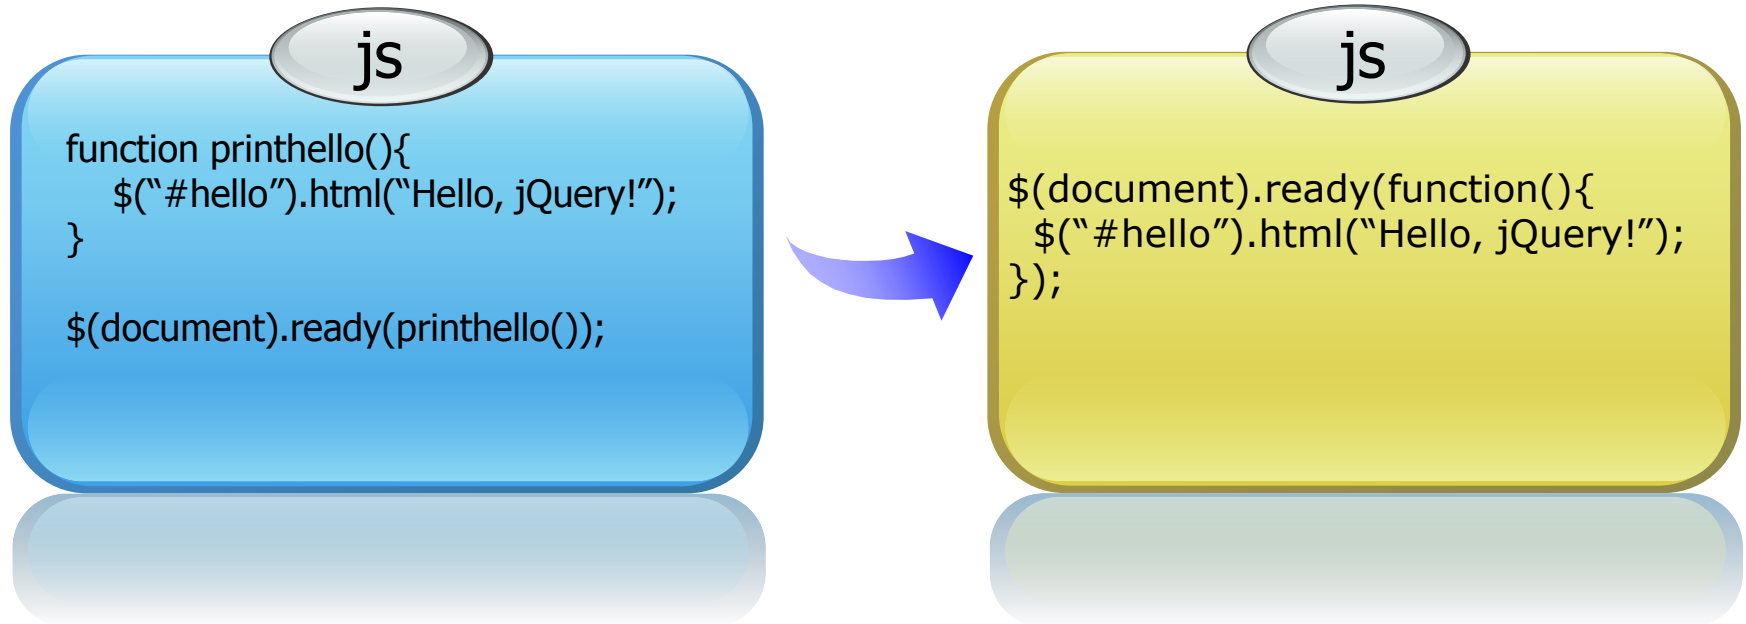 js
function printhello(){
$(“#hello”).html(“Hello, jQuery!”);
}
$(document).ready(printhello());
js
$(document).ready(function(){
$(“#hello”).html(“Hello, jQuery!”);
});